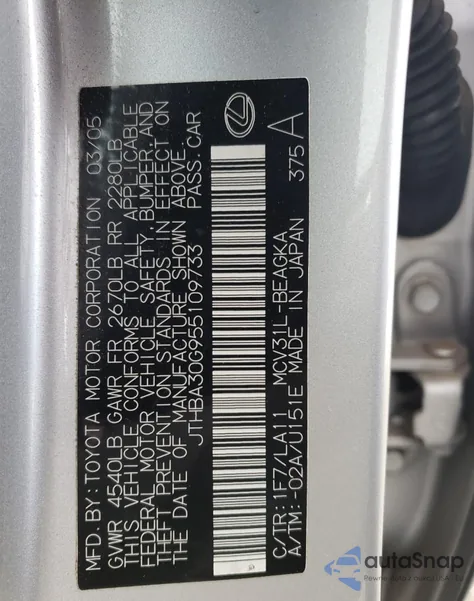 MFD.BY:TOYOTA MOTOR CORPORATION 03/05
GVWR 4540LB GAWR FR 2670LB RR 2280LB
THIS VEHICLE CONFORMS TO ALL APPLICABLE
FEDERAL MOTOR VEHICLE SAFETY, BUMPER, AND
THEFT PREVENTION STANDARDS IN EFFECT ON
THE DATE OF MANUFACTURE SHOWN ABOVE.
JTHBA30G955109733 PASS.CAR
C/TR:1F7/LA11 MCV31L-BEAGKA
A/TM:-02A/U151E MADE IN JAPAN 375 A
autoSnap